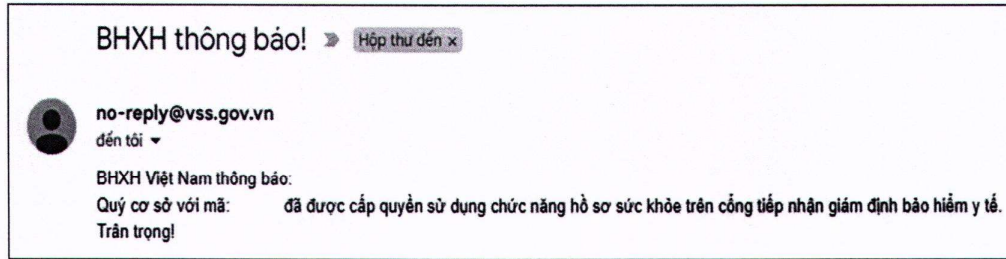 BHXH thông báo! Hộp thư đến x
no-reply@vss.gov.vn
đến tôi
BHXH Việt Nam thông báo:
Quý cơ sở với mã: đã được cấp quyền sử dụng chức năng hồ sơ sức khỏe trên cổng tiếp nhận giám định bảo hiểm y tế.
Trân trọng!